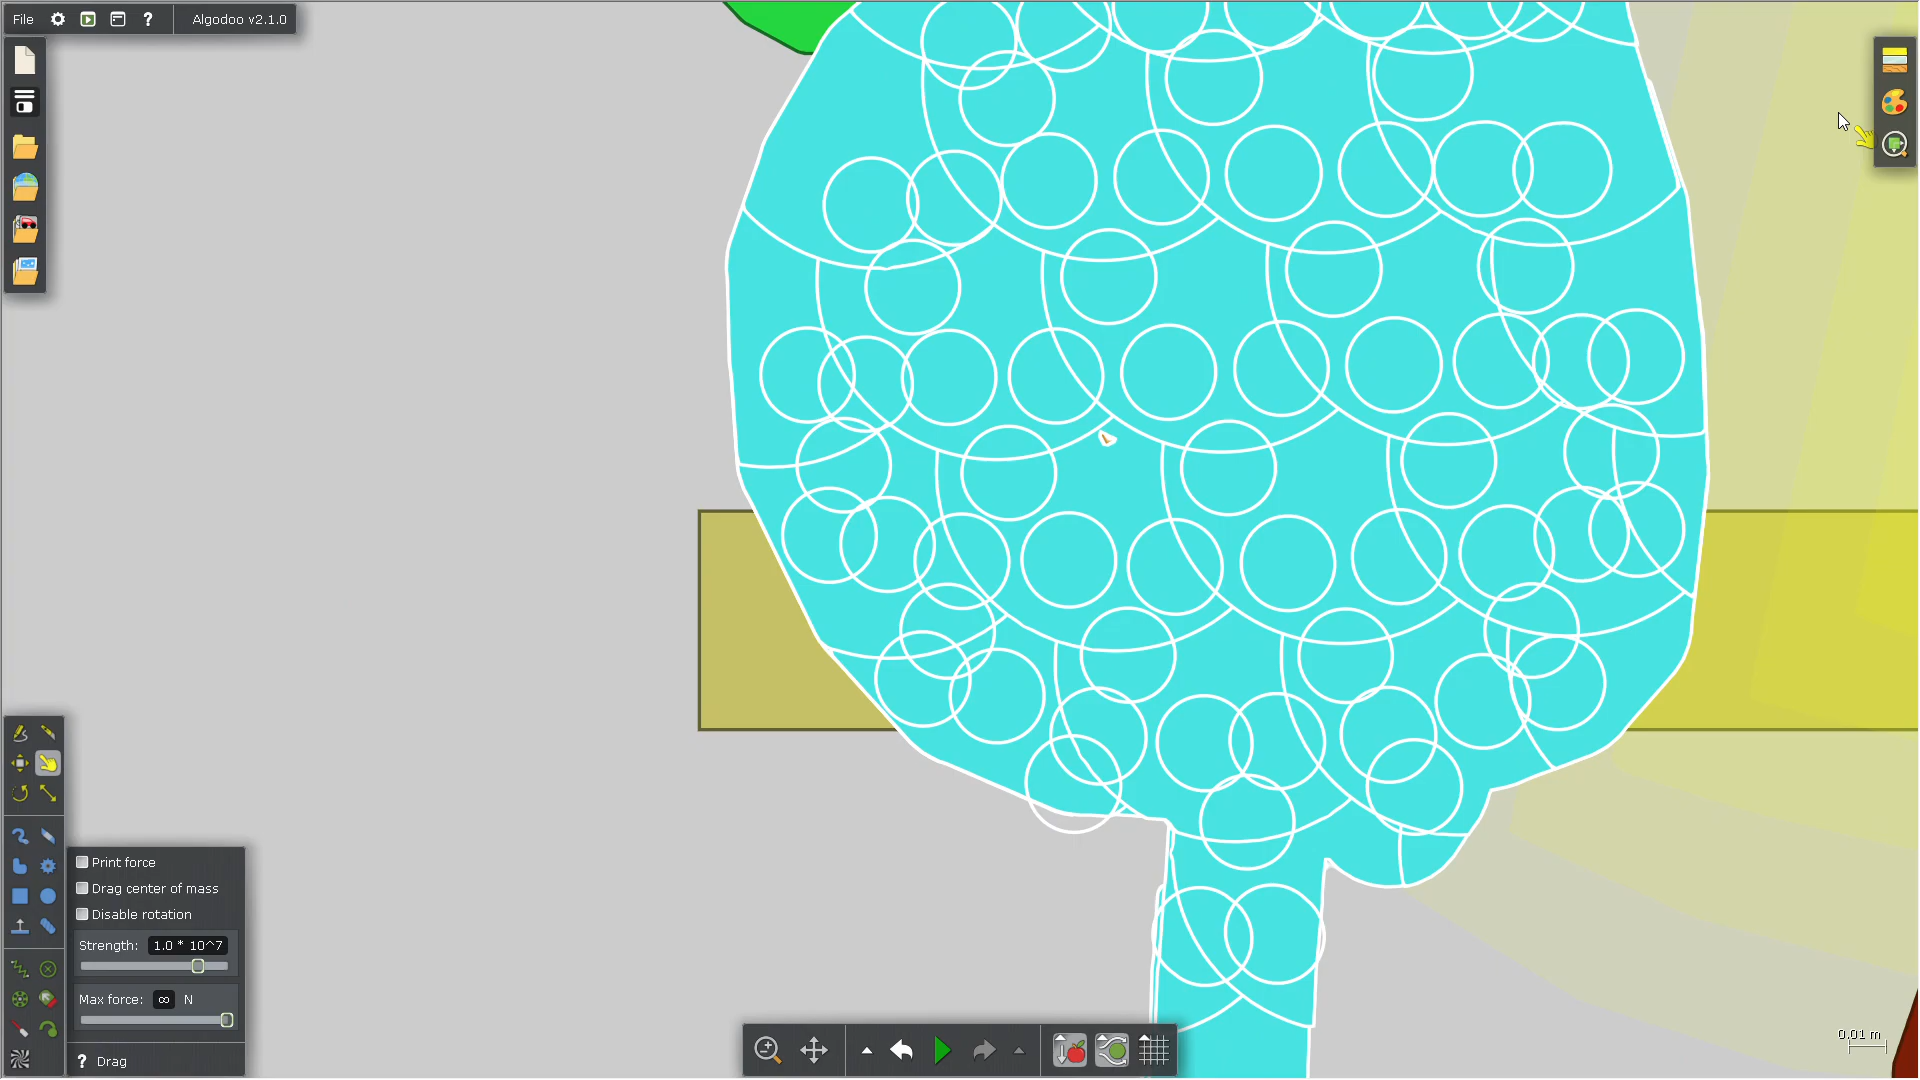 File ? Algodoo v2.1.0
Print force
Drag center of mass
Disable rotation
Strength: 1.0 * 10^7
Max force: ∞ N
? Drag
0.01 m